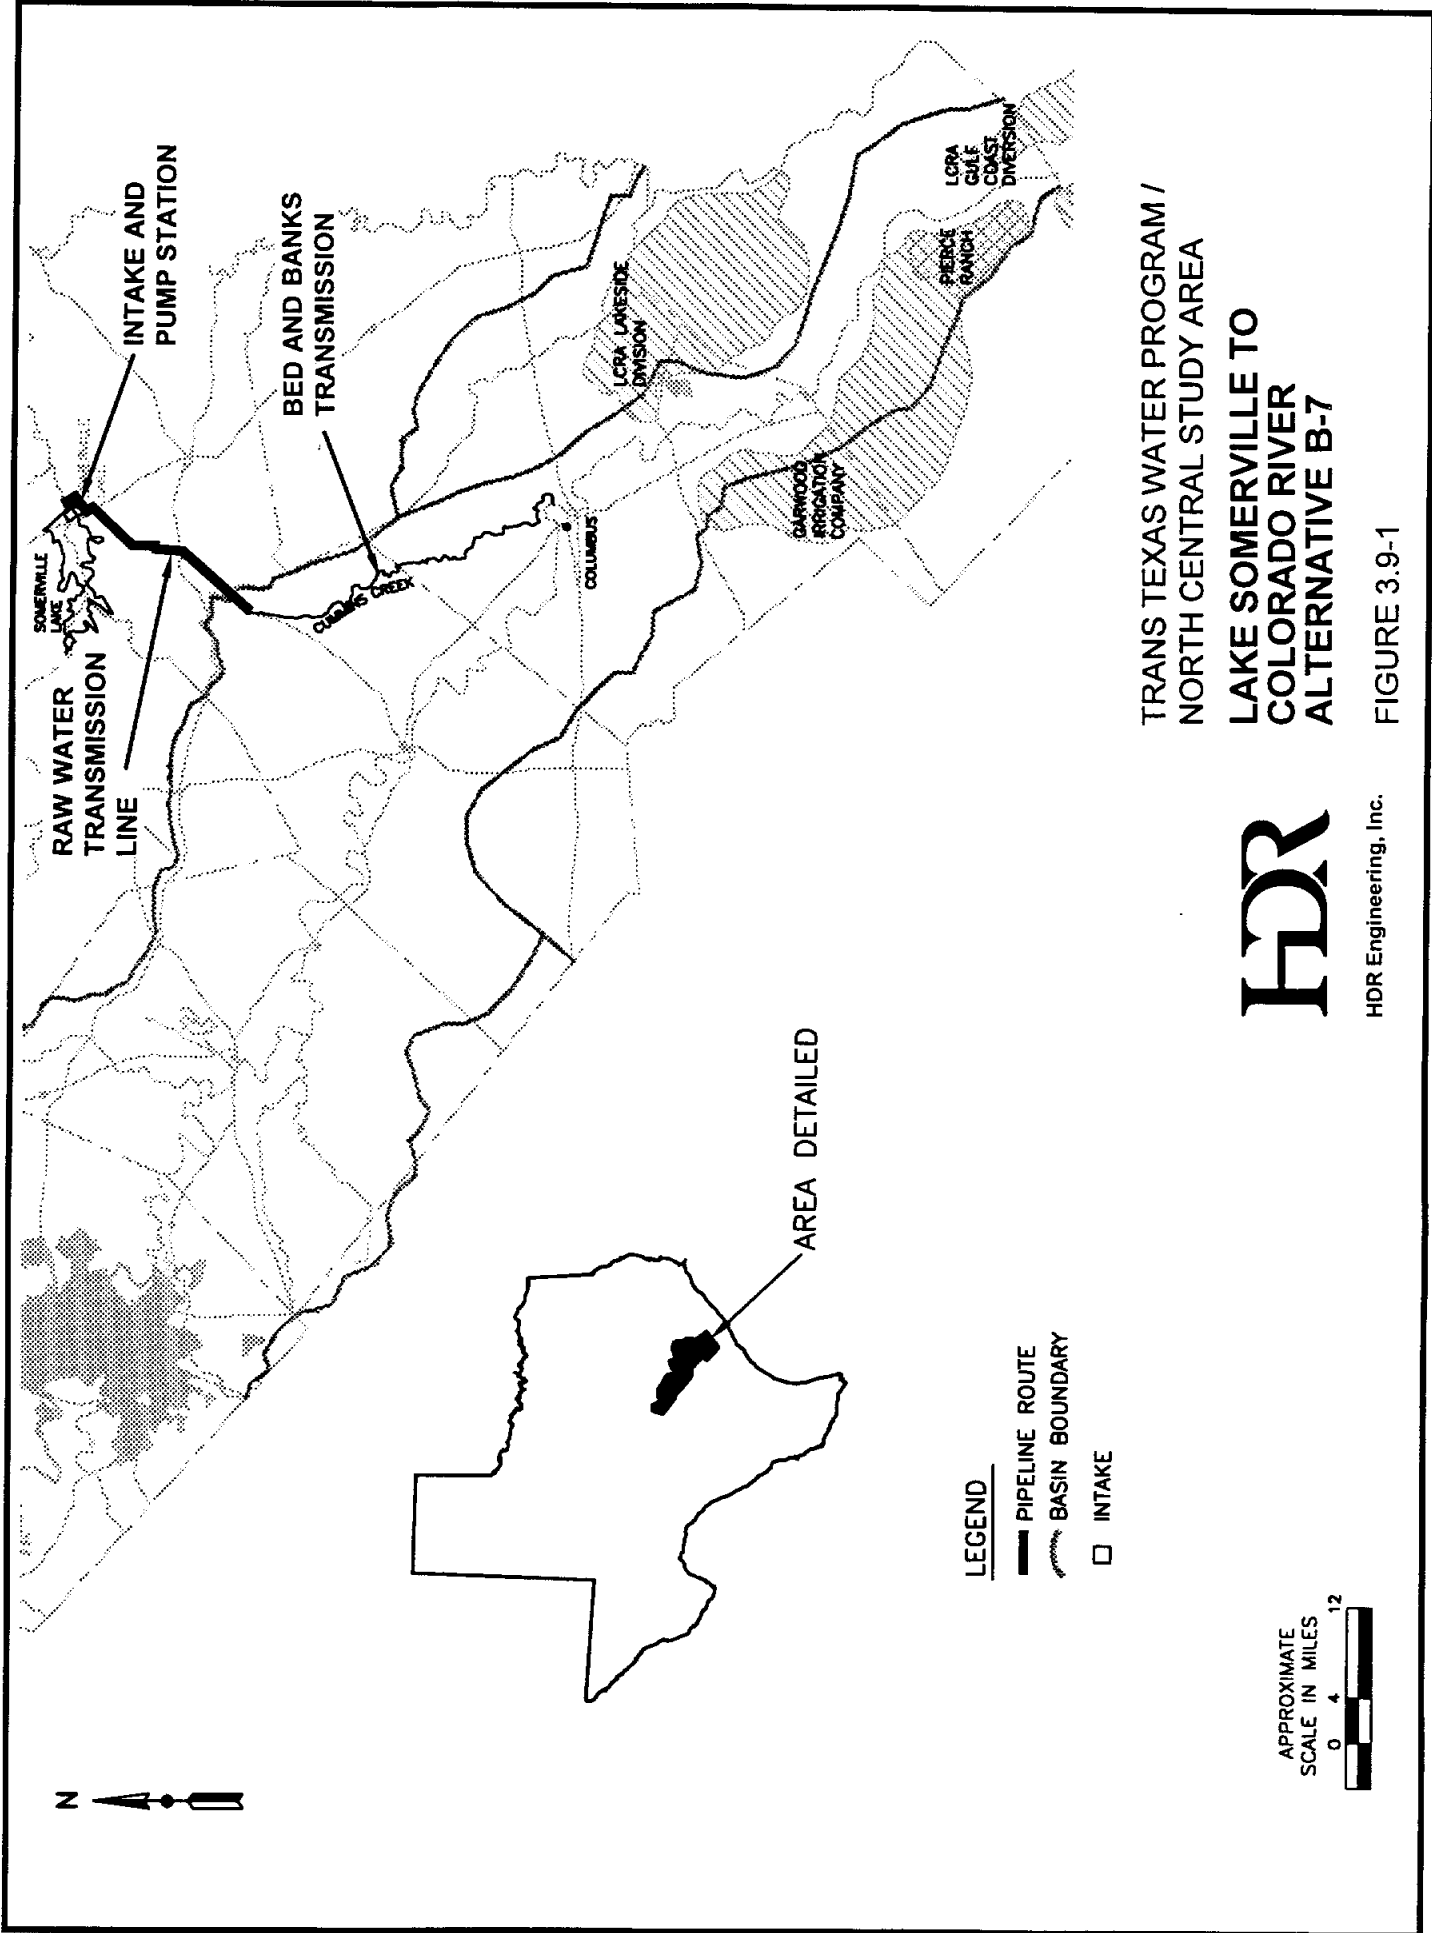 N
SOMERVILLE
LAKE
RAW WATER
TRANSMISSION
LINE
INTAKE AND
PUMP STATION
BED AND BANKS
TRANSMISSION
CUMMINS CREEK
COLUMBUS
LCRA LAKESIDE
DIVISION
GARWOOD
IRRIGATION
COMPANY
PIERCE
RANCH
LCRA
GULF
COAST
DIVERSION
AREA DETAILED
LEGEND
PIPELINE ROUTE
BASIN BOUNDARY
INTAKE
APPROXIMATE
SCALE IN MILES
0 4 12
HDR
HDR Engineering, Inc.
TRANS TEXAS WATER PROGRAM /
NORTH CENTRAL STUDY AREA
LAKE SOMERVILLE TO
COLORADO RIVER
ALTERNATIVE B-7
FIGURE 3.9-1